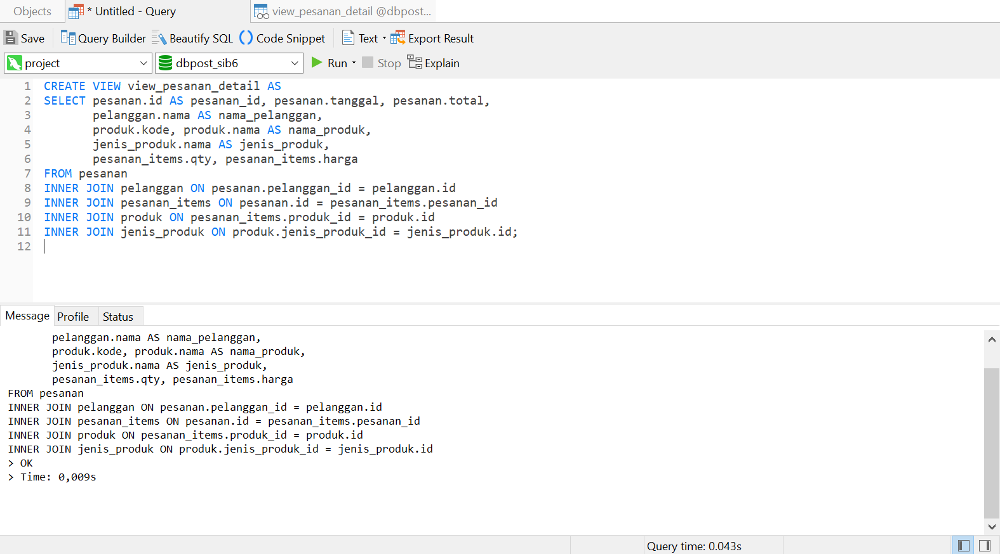 Objects
* Untitled - Query
view_pesanan_detail @dbpost...
Save
Query Builder
Beautify SQL
Code Snippet
Text
Export Result
project
dbpost_sib6
Run
Stop
Explain
1 CREATE VIEW view_pesanan_detail AS
2 SELECT pesanan.id AS pesanan_id, pesanan.tanggal, pesanan.total,
3        pelanggan.nama AS nama_pelanggan,
4        produk.kode, produk.nama AS nama_produk,
5        jenis_produk.nama AS jenis_produk,
6        pesanan_items.qty, pesanan_items.harga
7 FROM pesanan
8 INNER JOIN pelanggan ON pesanan.pelanggan_id = pelanggan.id
9 INNER JOIN pesanan_items ON pesanan.id = pesanan_items.pesanan_id
10 INNER JOIN produk ON pesanan_items.produk_id = produk.id
11 INNER JOIN jenis_produk ON produk.jenis_produk_id = jenis_produk.id;
12
Message
Profile
Status
       pelanggan.nama AS nama_pelanggan,
       produk.kode, produk.nama AS nama_produk,
       jenis_produk.nama AS jenis_produk,
       pesanan_items.qty, pesanan_items.harga
FROM pesanan
INNER JOIN pelanggan ON pesanan.pelanggan_id = pelanggan.id
INNER JOIN pesanan_items ON pesanan.id = pesanan_items.pesanan_id
INNER JOIN produk ON pesanan_items.produk_id = produk.id
INNER JOIN jenis_produk ON produk.jenis_produk_id = jenis_produk.id
> OK
> Time: 0,009s
Query time: 0.043s